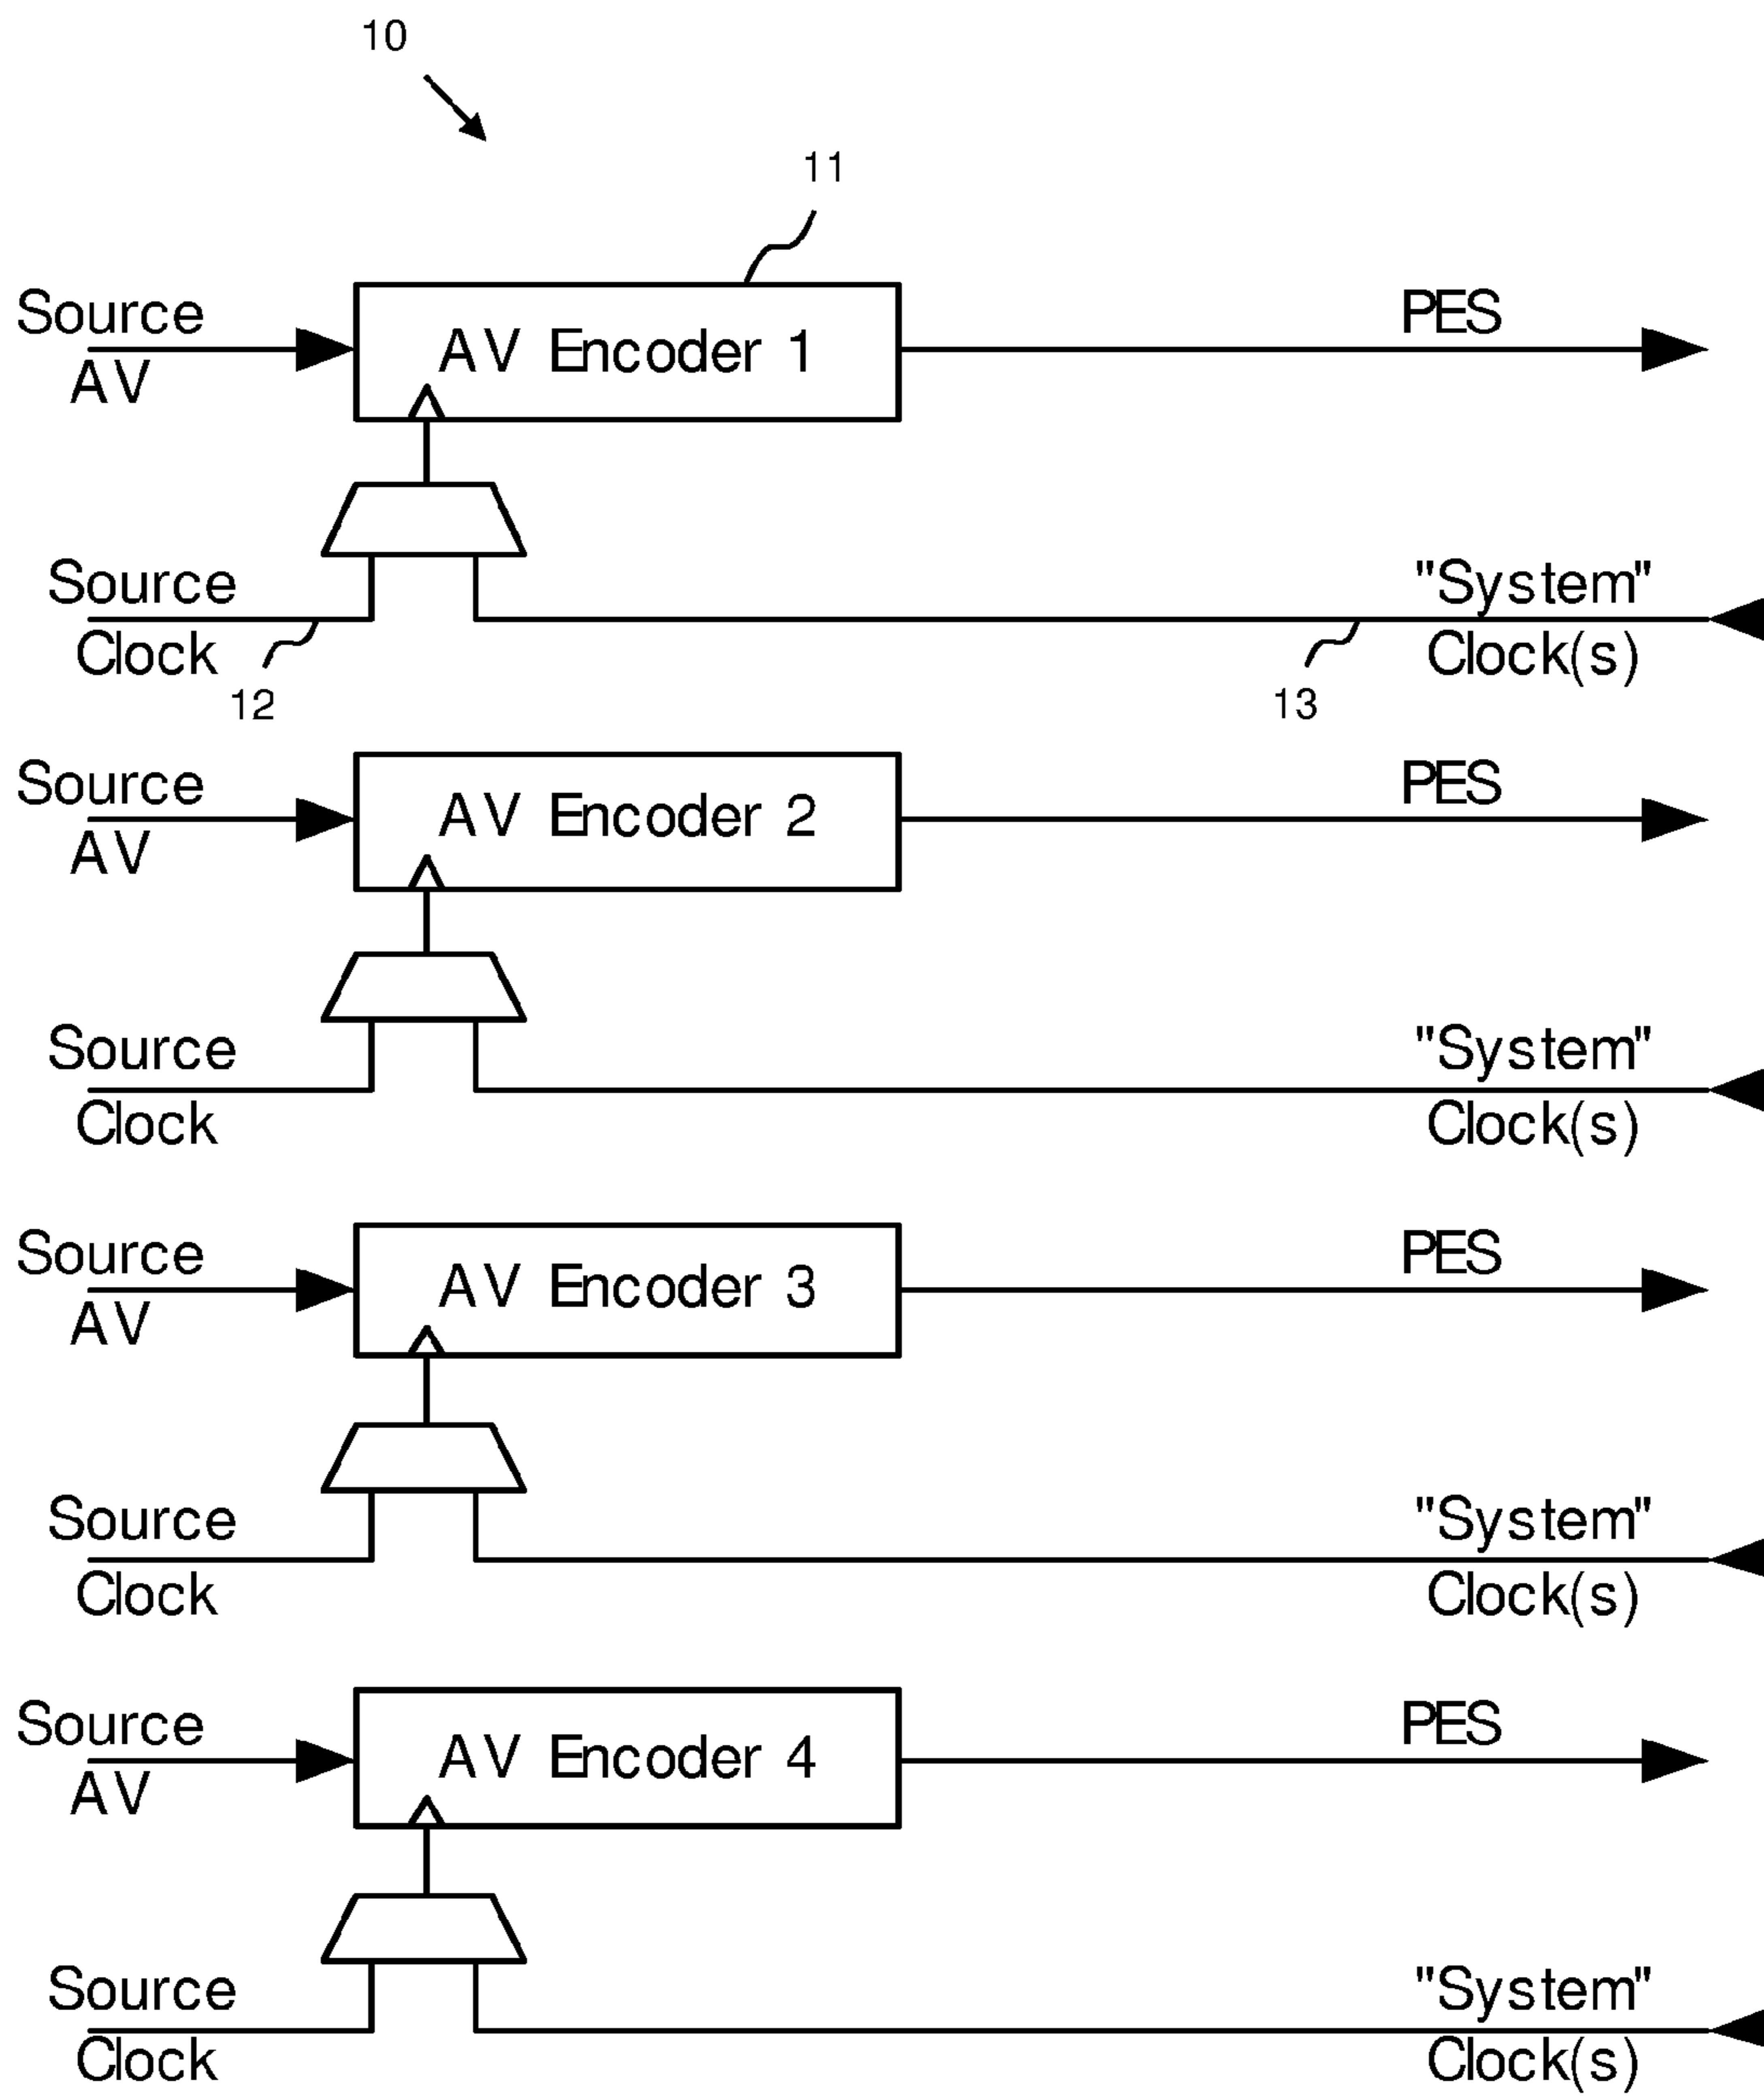 10
11
Source
AV
AV Encoder 1
PES
Source
Clock
"System"
Clock(s)
12
13
Source
AV
AV Encoder 2
PES
Source
Clock
"System"
Clock(s)
Source
AV
AV Encoder 3
PES
Source
Clock
"System"
Clock(s)
Source
AV
AV Encoder 4
PES
Source
Clock
"System"
Clock(s)